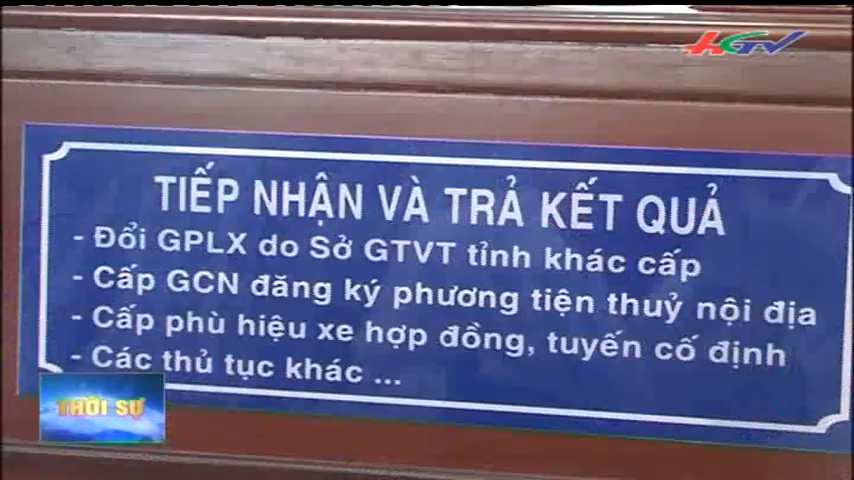 HGTV
TIẾP NHẬN VÀ TRẢ KẾT QUẢ
- Đổi GPLX do Sở GTVT tỉnh khác cấp
- Cấp GCN đăng ký phương tiện thuỷ nội địa
- Cấp phù hiệu xe hợp đồng, tuyến cố định
- Các thủ tục khác ...
THỜI SỰ